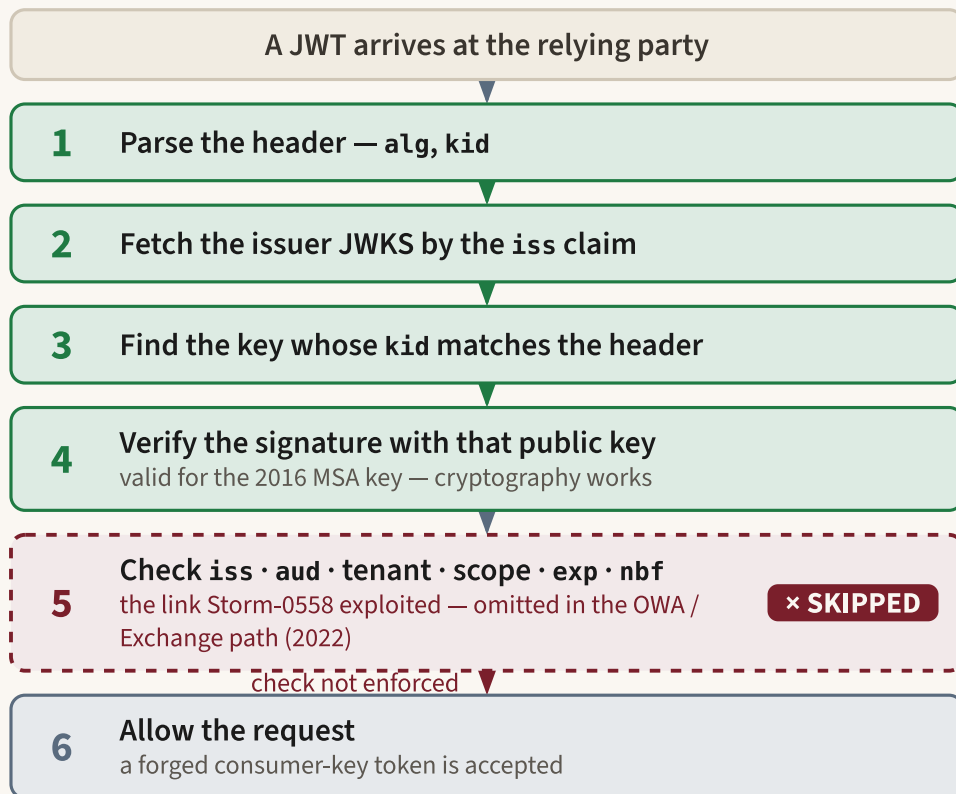 A JWT arrives at the relying party
1 Parse the header — alg, kid
2 Fetch the issuer JWKS by the iss claim
3 Find the key whose kid matches the header
4 Verify the signature with that public key
valid for the 2016 MSA key — cryptography works
5 Check iss · aud · tenant · scope · exp · nbf
the link Storm-0558 exploited — omitted in the OWA /
Exchange path (2022)
× SKIPPED
check not enforced
6 Allow the request
a forged consumer-key token is accepted